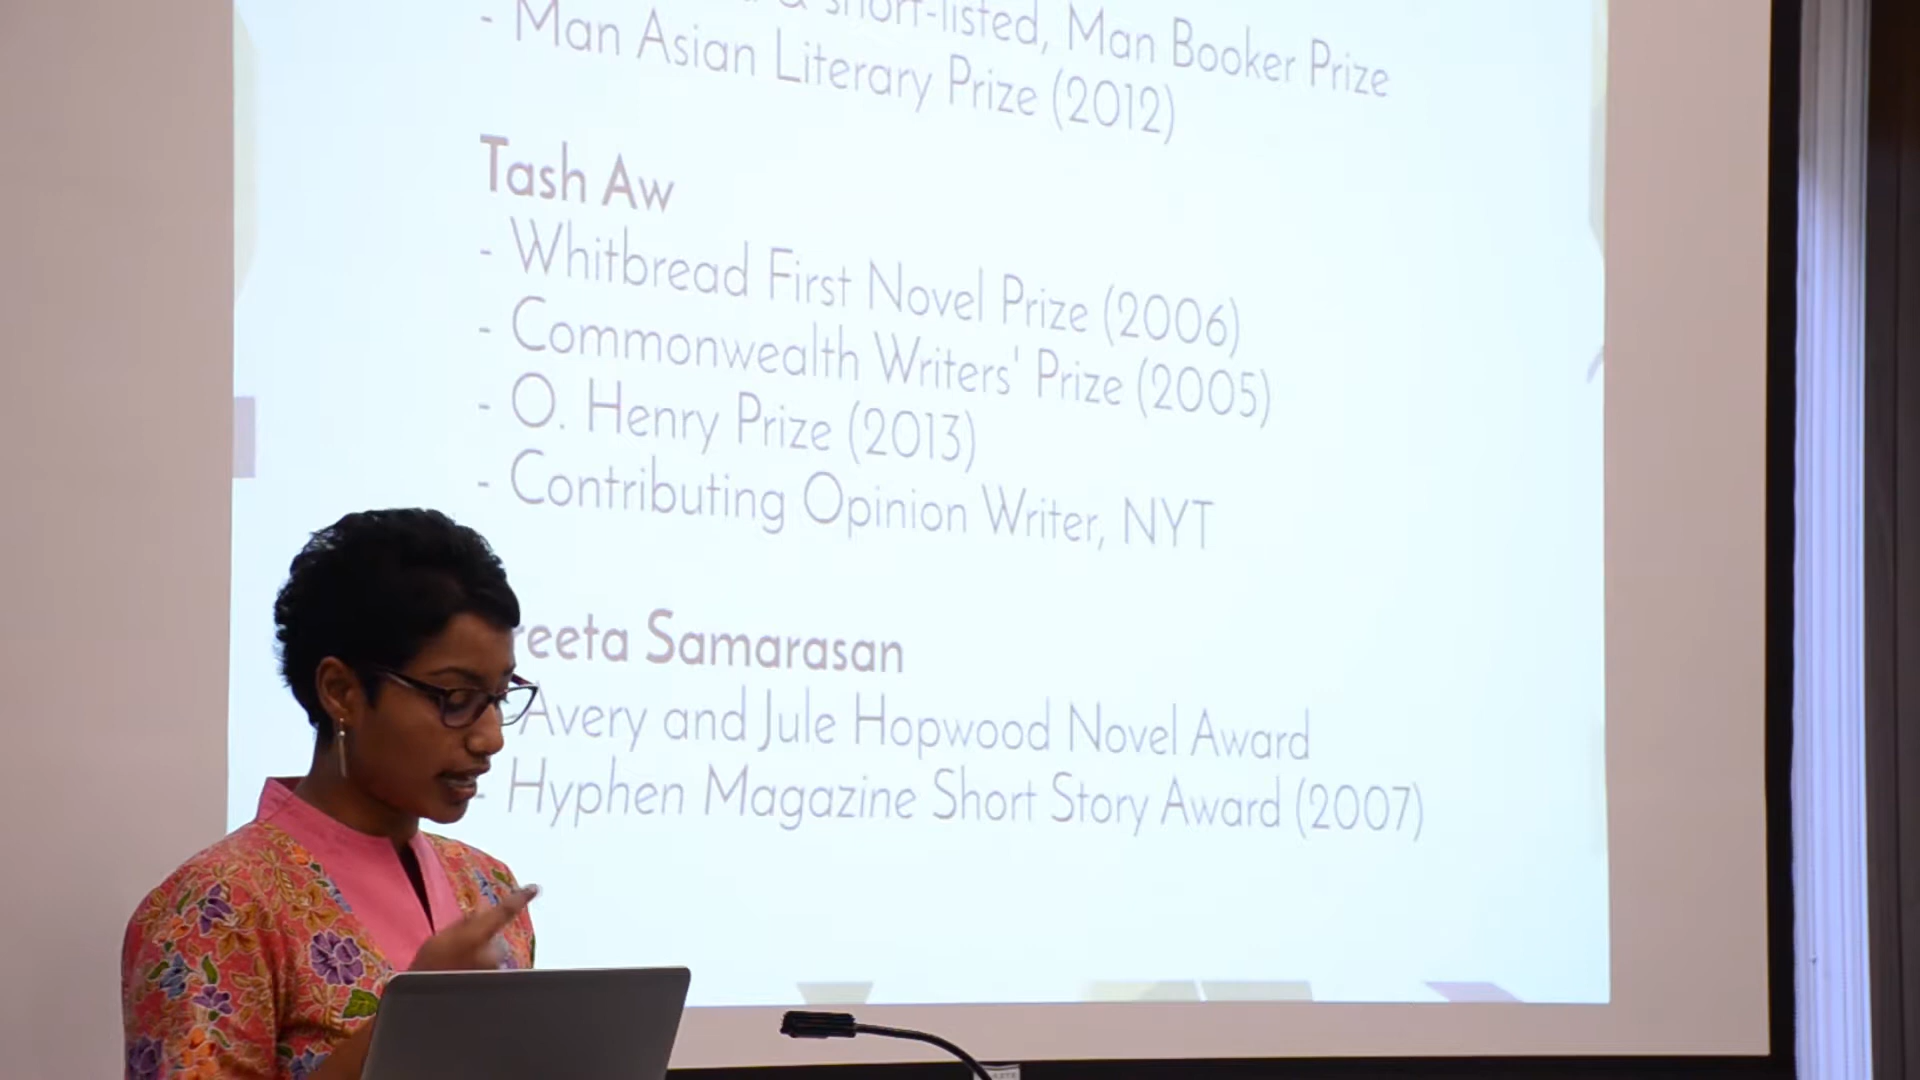 short-listed, Man Booker Prize
- Man Asian Literary Prize (2012)
Tash Aw
- Whitbread First Novel Prize (2006)
- Commonwealth Writers' Prize (2005)
- O. Henry Prize (2013)
- Contributing Opinion Writer, NYT
reeta Samarasan
- Avery and Jule Hopwood Novel Award
- Hyphen Magazine Short Story Award (2007)